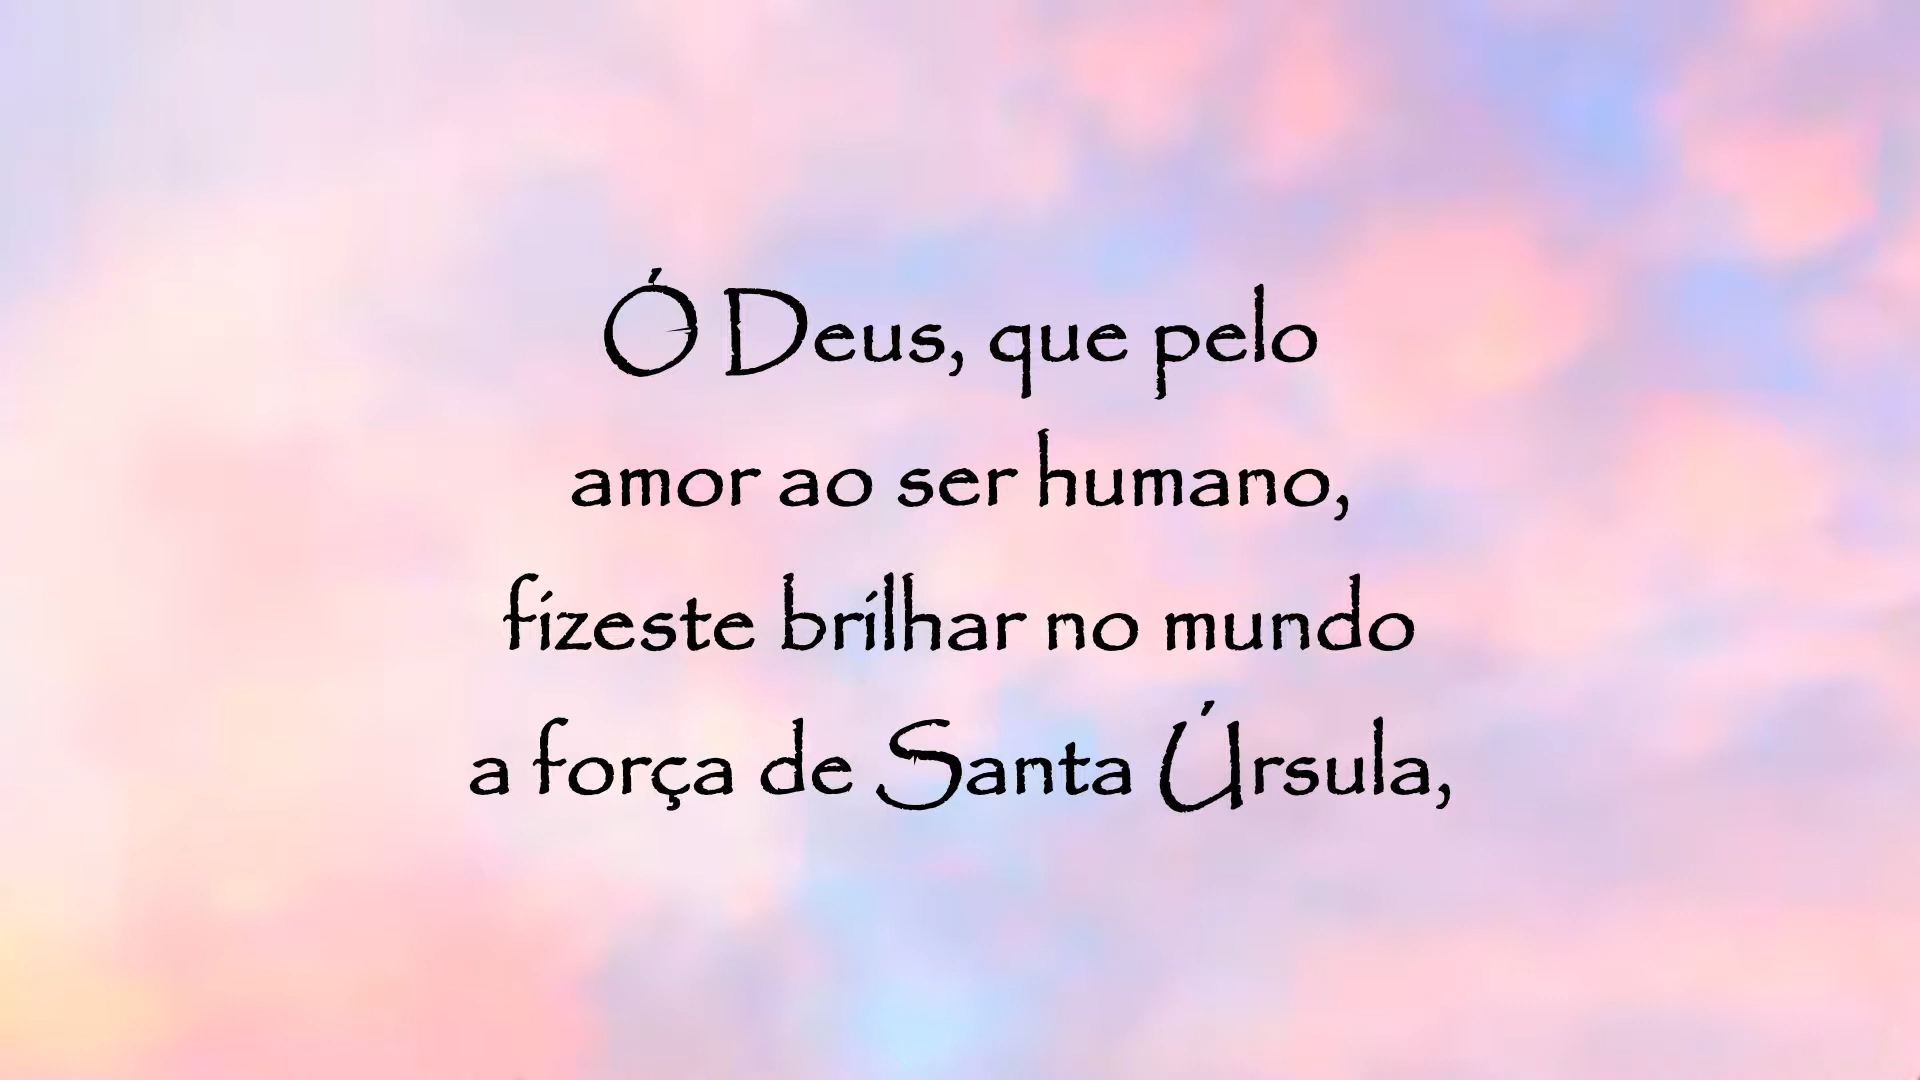 Ó Deus, que pelo
amor ao ser humano,
fizeste brilhar no mundo
a força de Santa Úrsula,